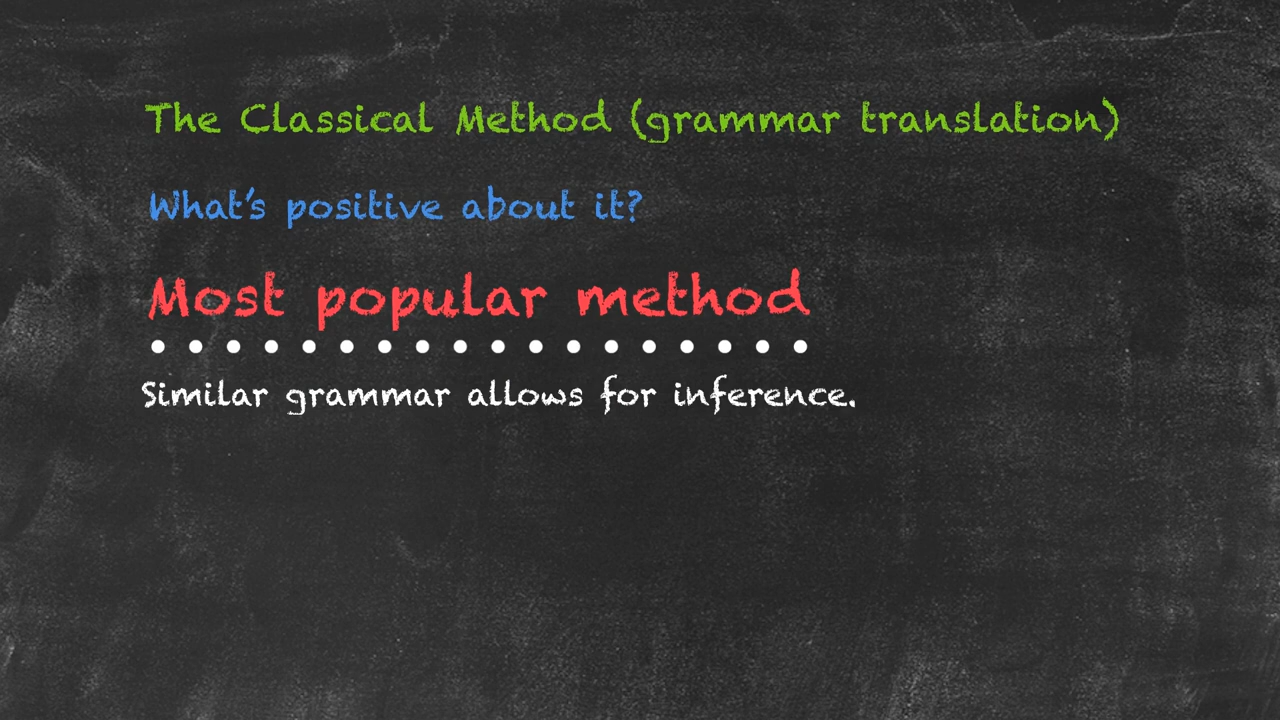 The Classical Method (grammar translation)
What's positive about it?
Most popular method
Similar grammar allows for inference.